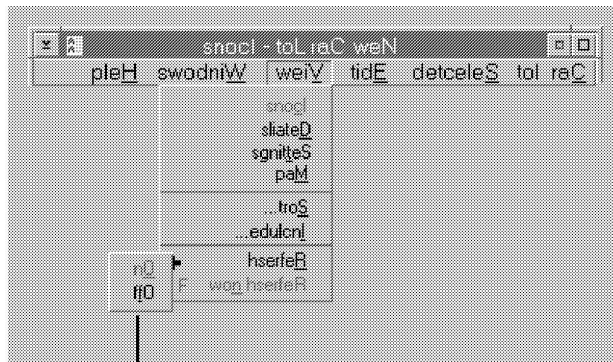 snocI - toL raC weN
pleH swodniW weiV tidE detceleS tol raC
snocI
sliateD
sgnitteS
paM
...troS
...edulcnI
hserfeR
F won hserfeR
nO
ffO